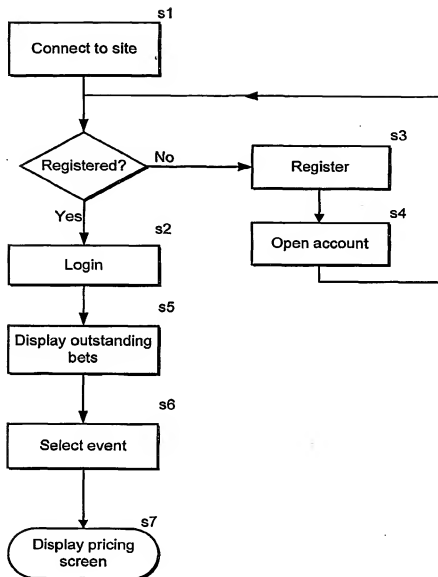 s1
Connect to site
Registered?
No
s3
Register
s4
Open account
Yes
s2
Login
s5
Display outstanding
bets
s6
Select event
s7
Display pricing
screen